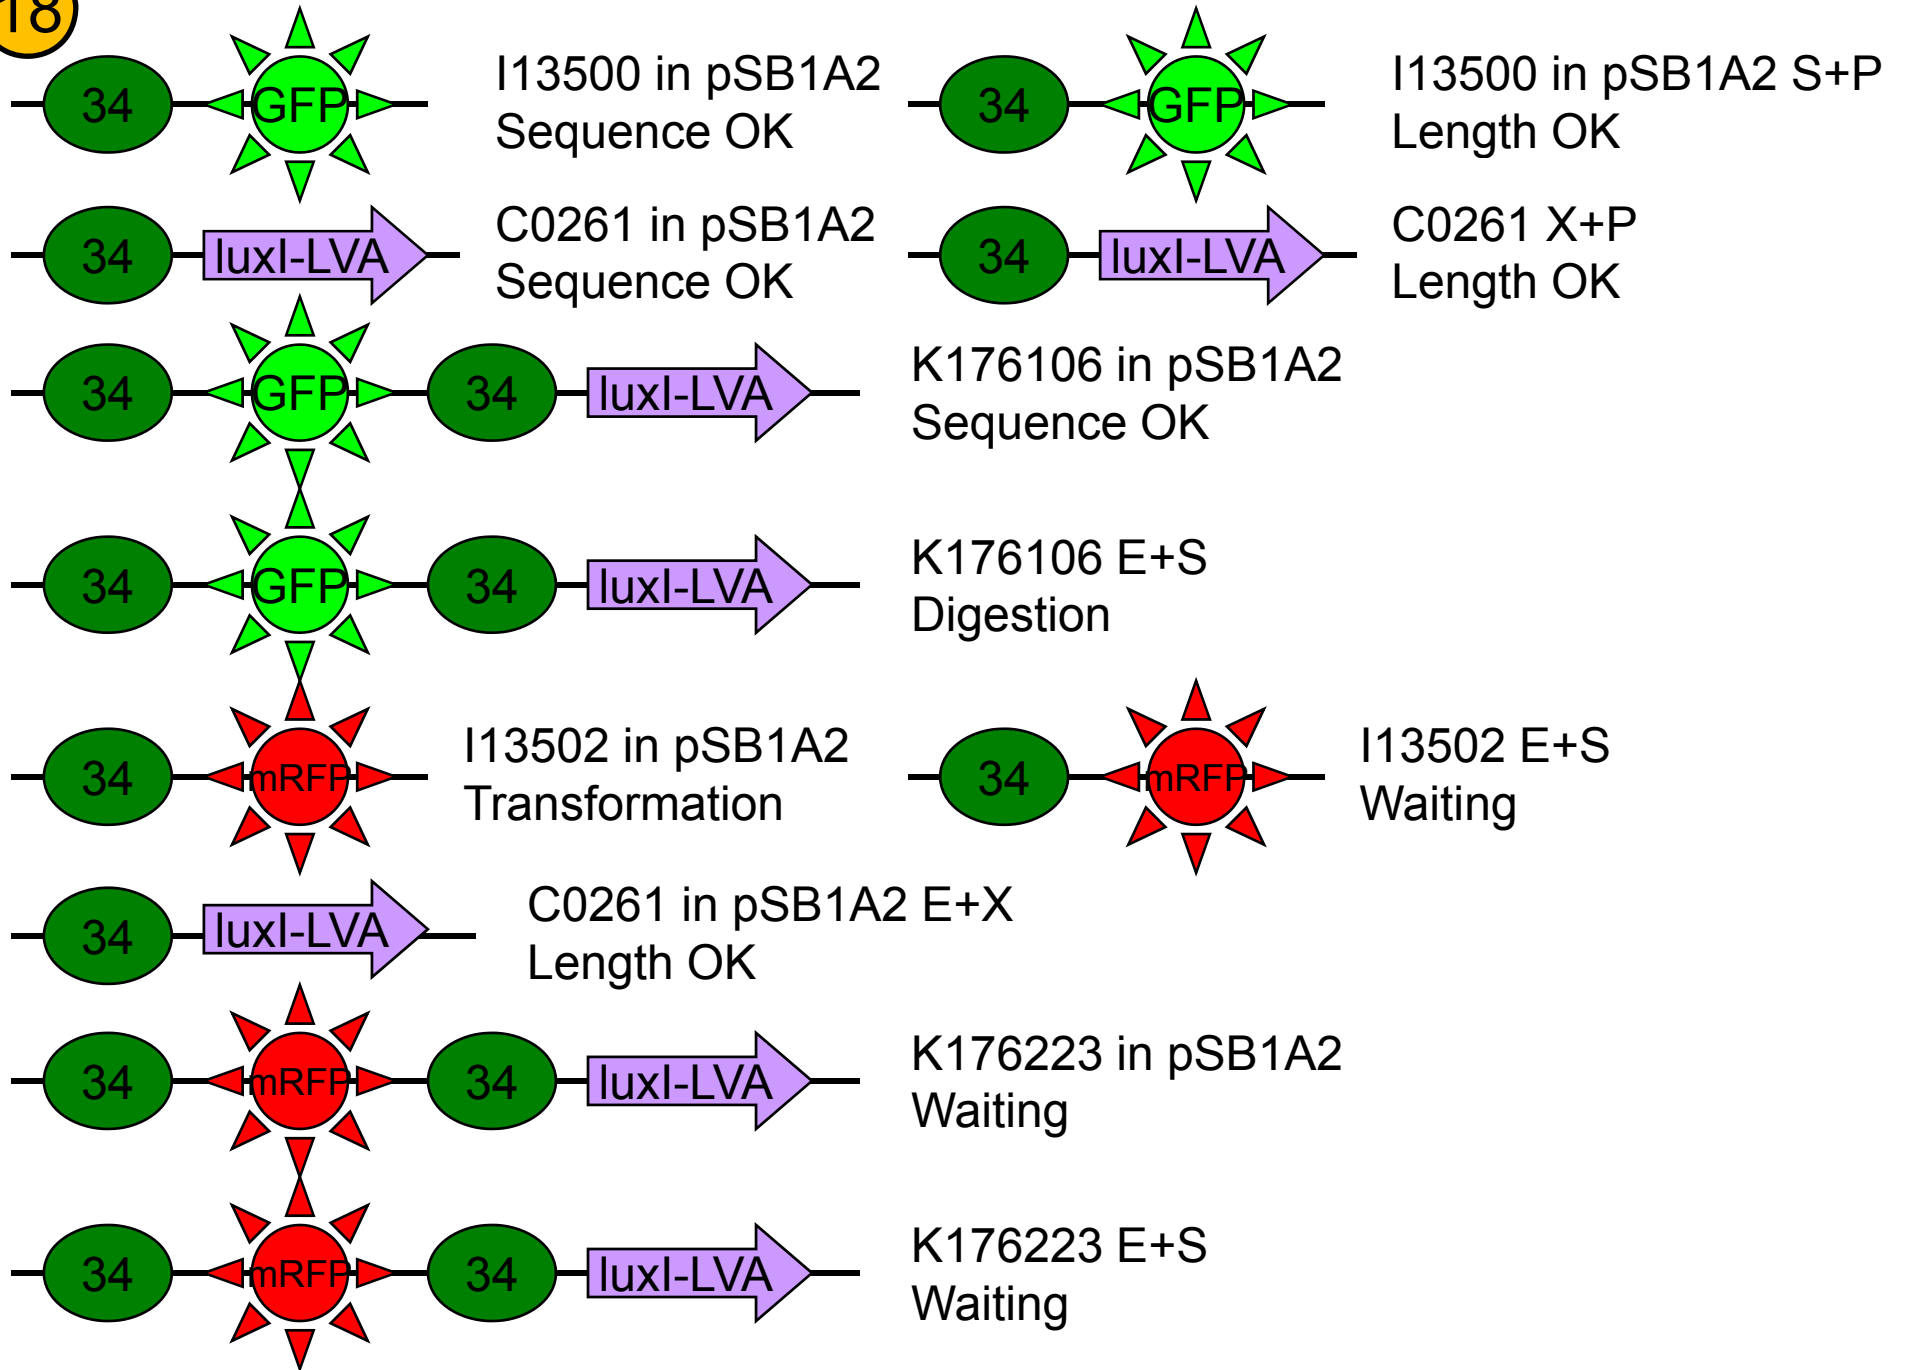 18
34 GFP I13500 in pSB1A2
Sequence OK
34 GFP I13500 in pSB1A2 S+P
Length OK
34 luxI-LVA C0261 in pSB1A2
Sequence OK
34 luxI-LVA C0261 X+P
Length OK
34 GFP 34 luxI-LVA K176106 in pSB1A2
Sequence OK
34 GFP 34 luxI-LVA K176106 E+S
Digestion
34 mRFP I13502 in pSB1A2
Transformation
34 mRFP I13502 E+S
Waiting
34 luxI-LVA C0261 in pSB1A2 E+X
Length OK
34 mRFP 34 luxI-LVA K176223 in pSB1A2
Waiting
34 mRFP 34 luxI-LVA K176223 E+S
Waiting